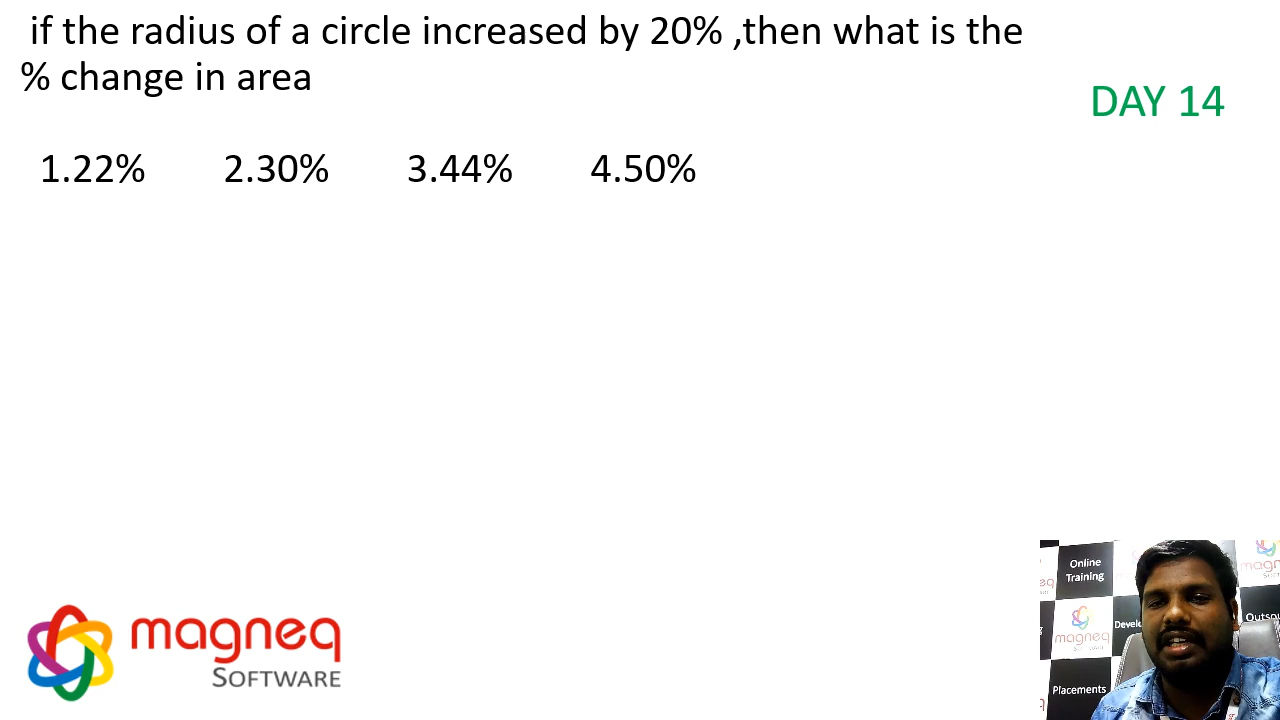 if the radius of a circle increased by 20% ,then what is the
% change in area
DAY 14
1.22% 2.30% 3.44% 4.50%
magneq
SOFTWARE
Online
Training
magneq
Placements